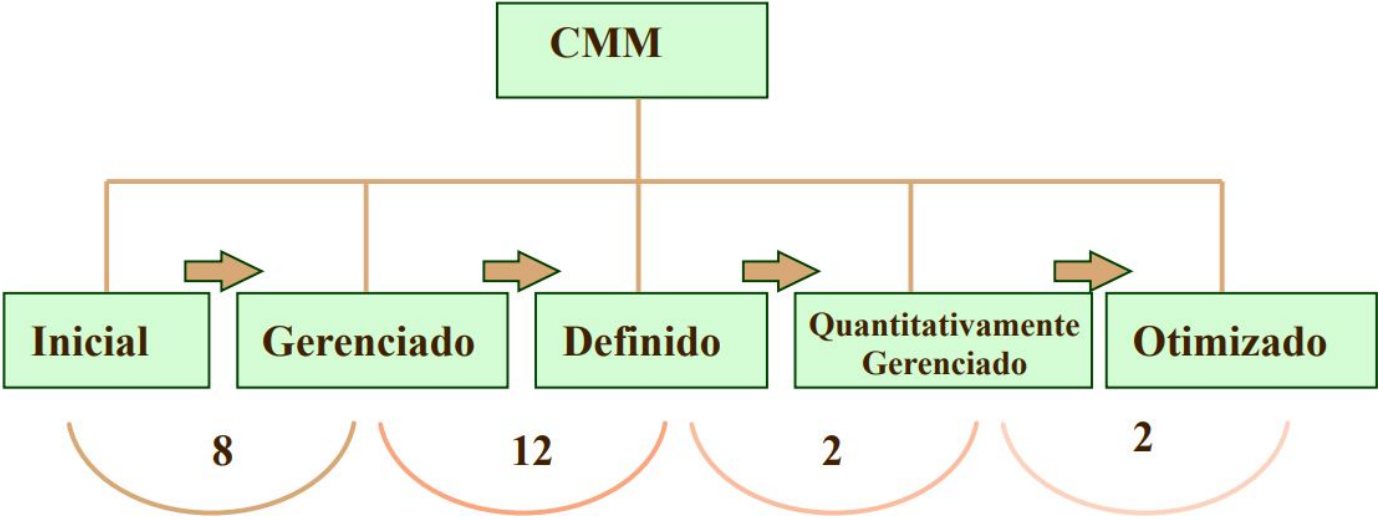 CMM
Inicial
Gerenciado
Definido
Quantitativamente
Gerenciado
Otimizado
8
12
2
2